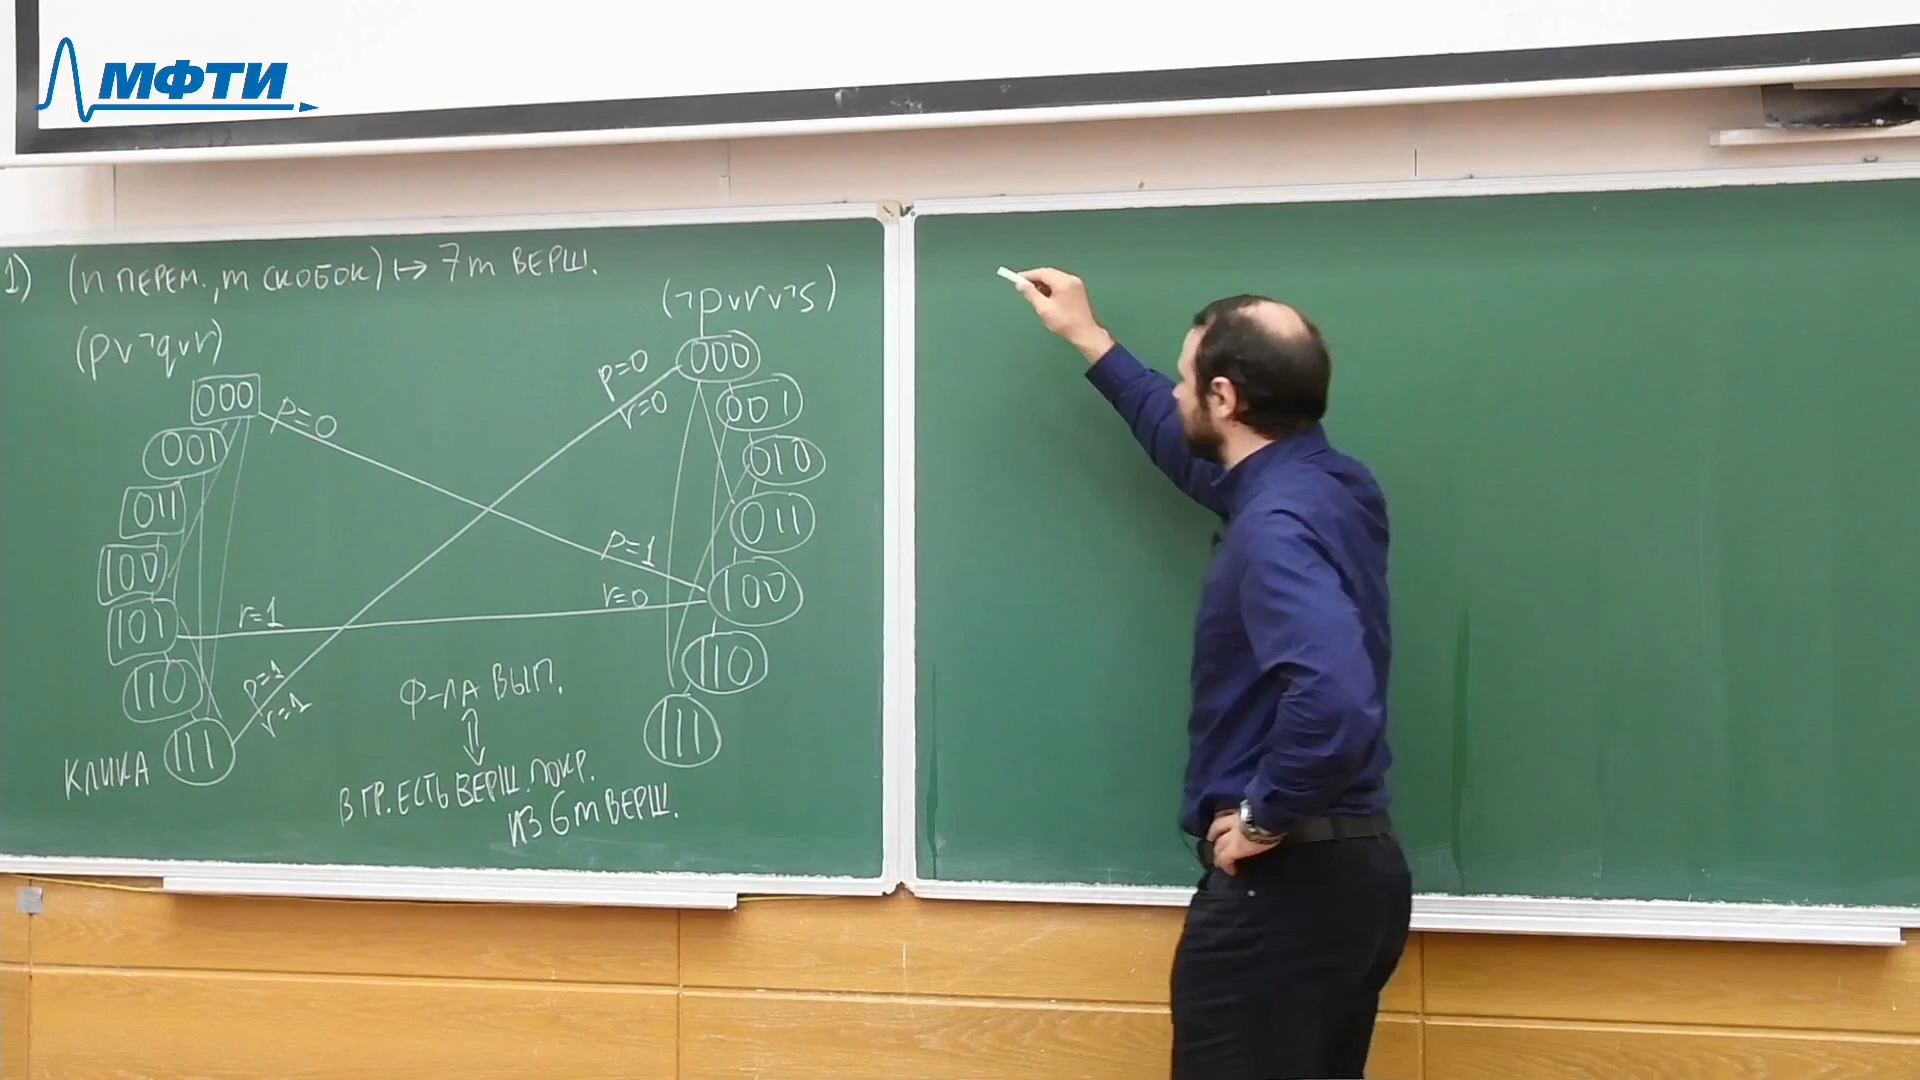 МФТИ
1) (n ПЕРЕМ., m СКОБОК) ↦ 7m ВЕРШ.
(p∨¬q∨r)
(¬p∨r∨¬s)
000
001
011
100
101
110
111
КЛИКА
p=0
r=1
p=1
r=1
p=0
r=0
p=1
r=0
000
001
010
011
100
110
111
Ф-ЛА ВЫП.
⇕
В ГР. ЕСТЬ ВЕРШ. ПОКР.
ИЗ 6m ВЕРШ.